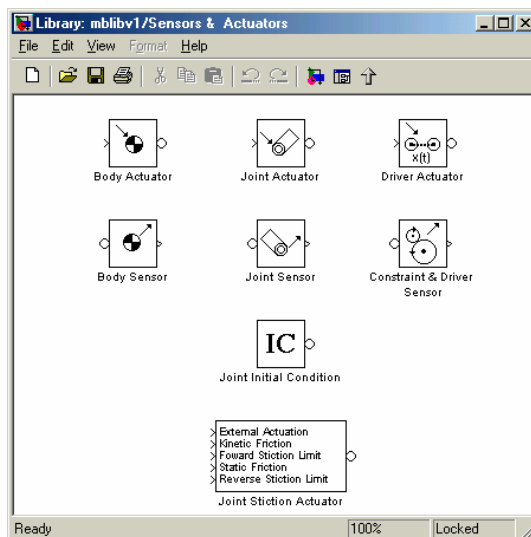 Library: mblibv1/Sensors & Actuators
File Edit View Format Help
x(t)
Body Actuator Joint Actuator Driver Actuator
Body Sensor Joint Sensor Constraint & Driver
Sensor
IC
Joint Initial Condition
External Actuation
Kinetic Friction
Foward Stiction Limit
Static Friction
Reverse Stiction Limit
Joint Stiction Actuator
Ready 100% Locked